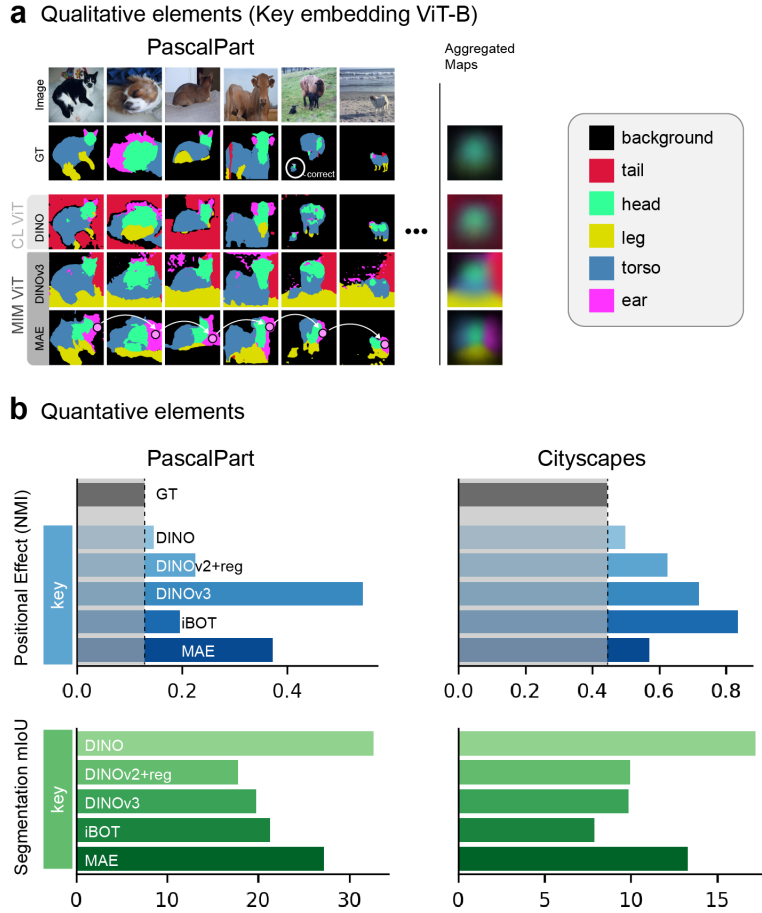 a Qualitative elements (Key embedding ViT-B)
PascalPart
Aggregated
Maps
Image
GT
correct
CL ViT
DINO
MIM ViT
DINOv3
MAE
•••
background
tail
head
leg
torso
ear
b Quantative elements
PascalPart
Cityscapes
Positional Effect (NMI)
key
GT
DINO
DINOv2+reg
DINOv3
iBOT
MAE
0.0 0.2 0.4
0.0 0.2 0.4 0.6 0.8
Segmentation mIoU
key
DINO
DINOv2+reg
DINOv3
iBOT
MAE
0 10 20 30
0 5 10 15